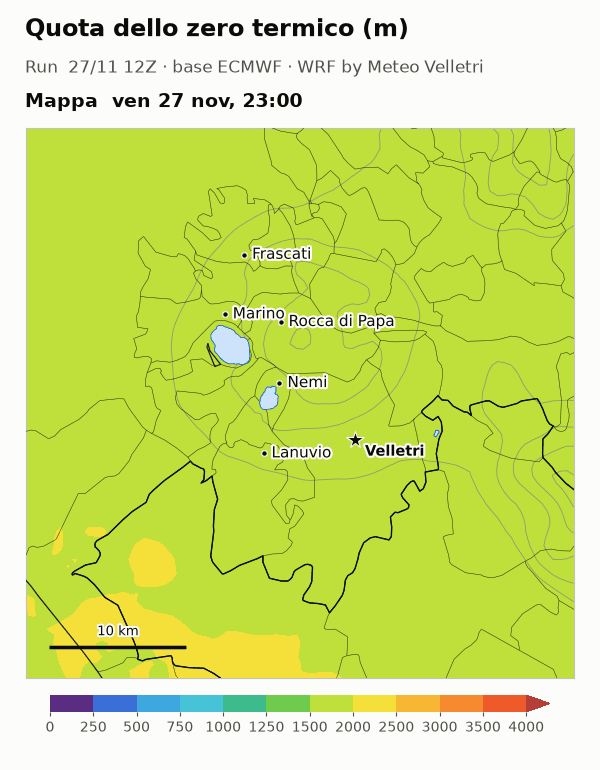 Quota dello zero termico (m)
Run  27/11 12Z · base ECMWF · WRF by Meteo Velletri
Mappa  ven 27 nov, 23:00
Frascati
Marino
Rocca di Papa
Nemi
Velletri
Lanuvio
10 km
0 250 500 750 1000 1250 1500 2000 2500 3000 3500 4000